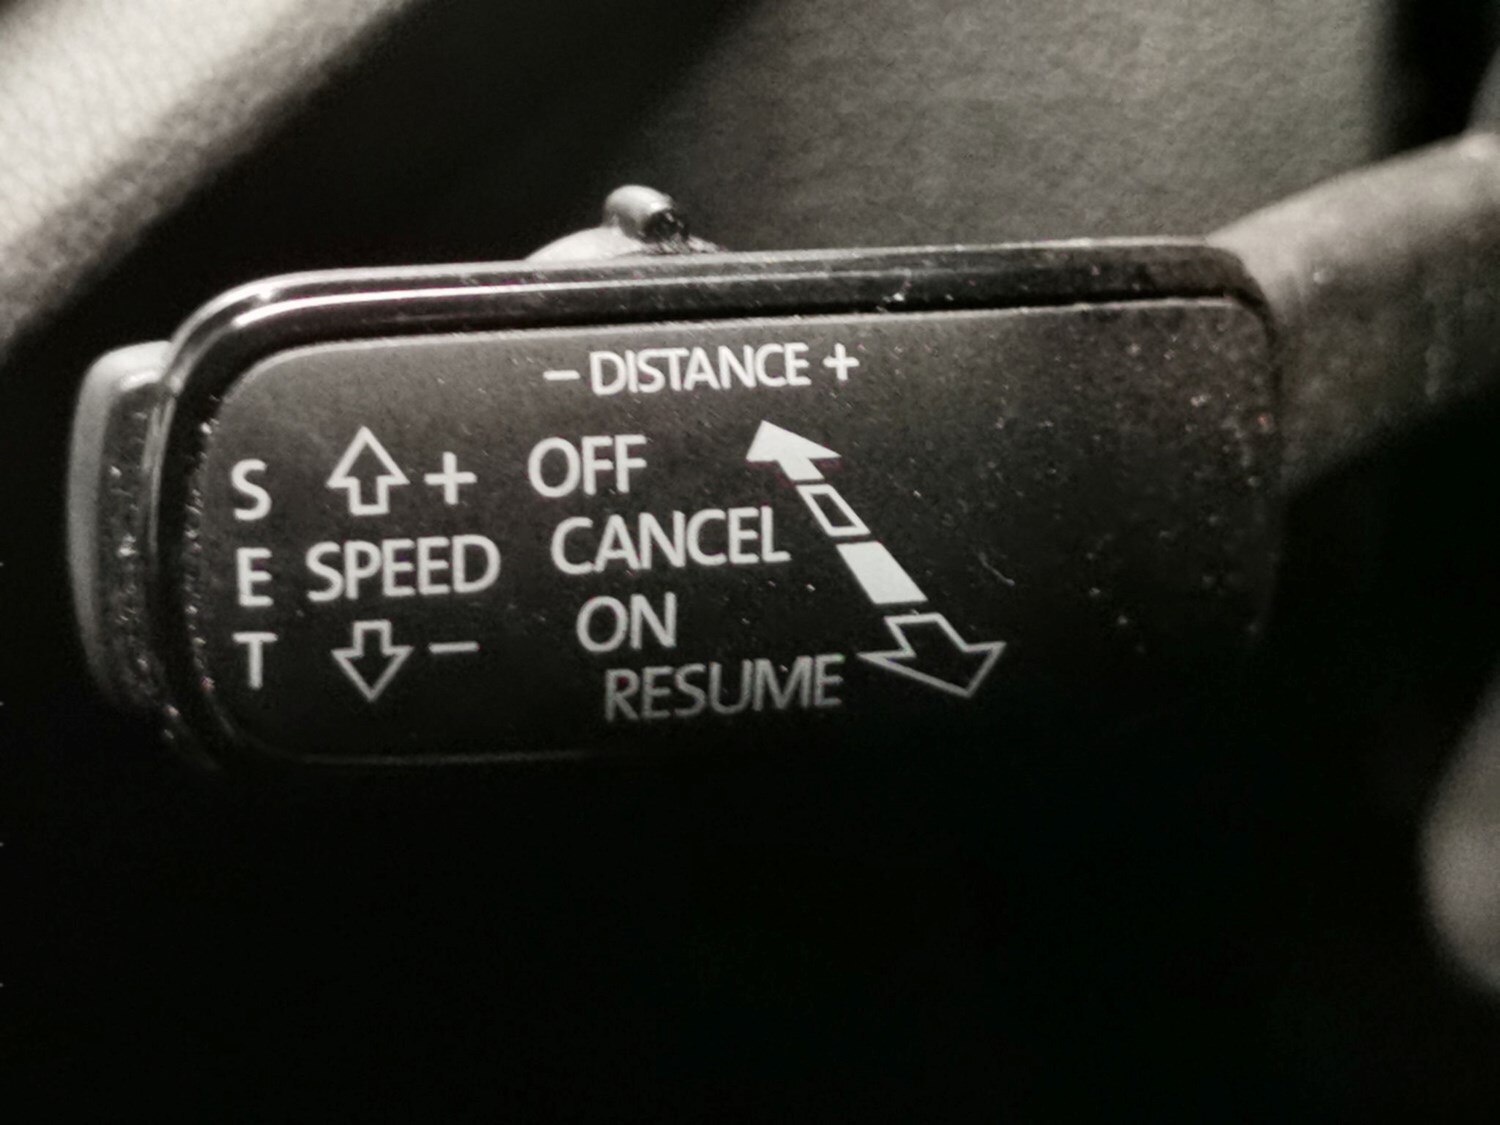 – DISTANCE +
S E T
+
SPEED
–
OFF
CANCEL
ON
RESUME